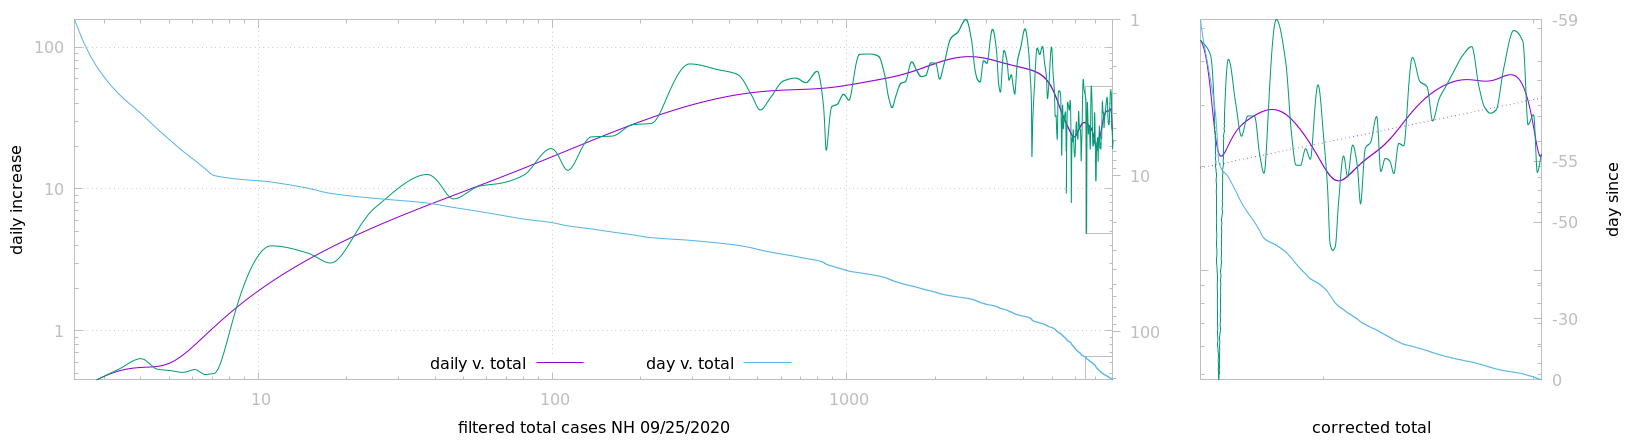 100
10
1
daily increase
daily v. total
day v. total
10
100
1000
filtered total cases NH 09/25/2020
1
10
100
-59
-55
-50
-30
0
day since
corrected total